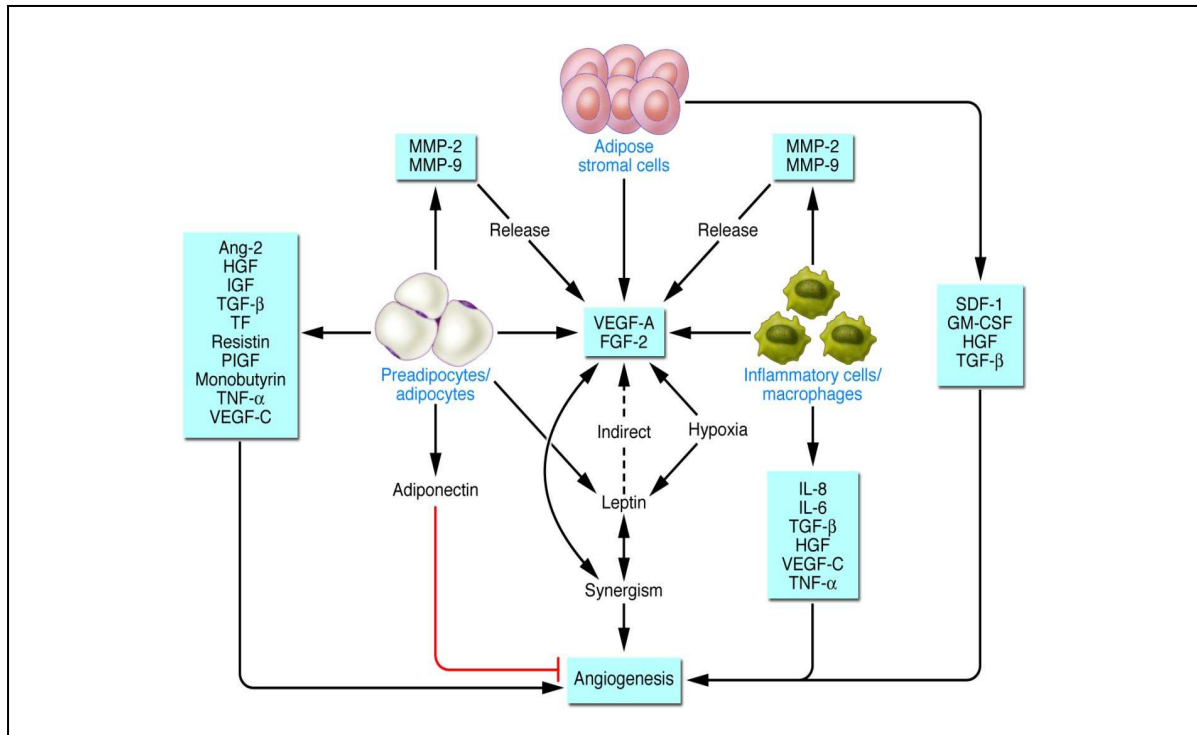 Adipose
stromal cells
MMP-2
MMP-9
MMP-2
MMP-9
Release
Release
Ang-2
HGF
IGF
TGF-β
TF
Resistin
PIGF
Monobutyrin
TNF-α
VEGF-C
Preadipocytes/
adipocytes
VEGF-A
FGF-2
Inflammatory cells/
macrophages
SDF-1
GM-CSF
HGF
TGF-β
Indirect
Hypoxia
Adiponectin
Leptin
IL-8
IL-6
TGF-β
HGF
VEGF-C
TNF-α
Synergism
Angiogenesis